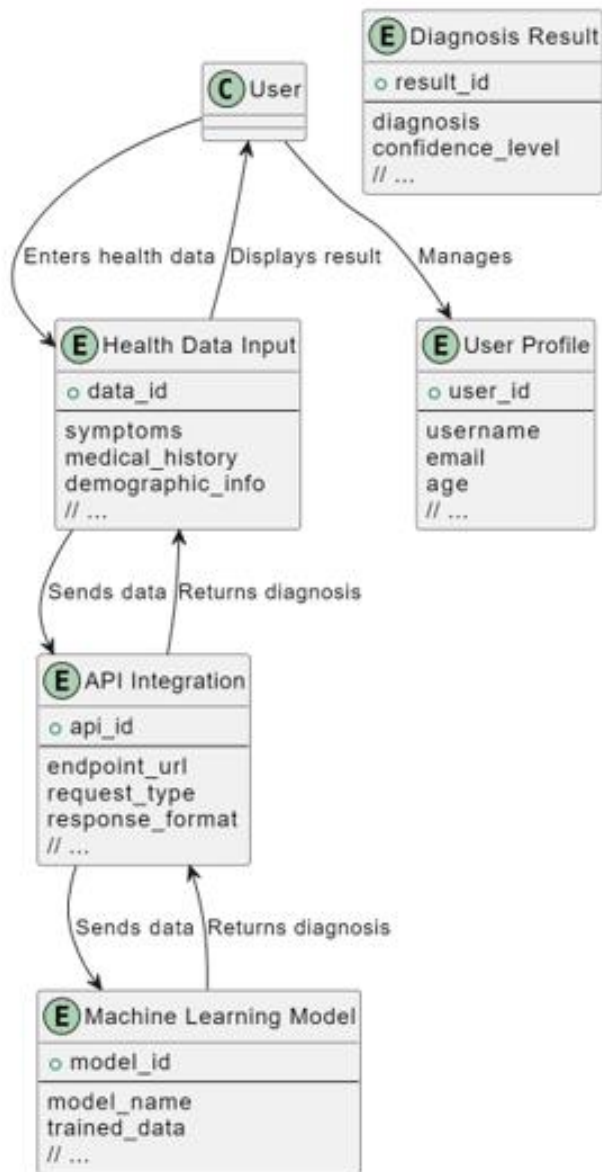 E Diagnosis Result
result_id
diagnosis
confidence_level
// ...
C User
Enters health data
Displays result
Manages
E Health Data Input
data_id
symptoms
medical_history
demographic_info
// ...
E User Profile
user_id
username
email
age
// ...
Sends data
Returns diagnosis
E API Integration
api_id
endpoint_url
request_type
response_format
// ...
Sends data
Returns diagnosis
E Machine Learning Model
model_id
model_name
trained_data
// ...